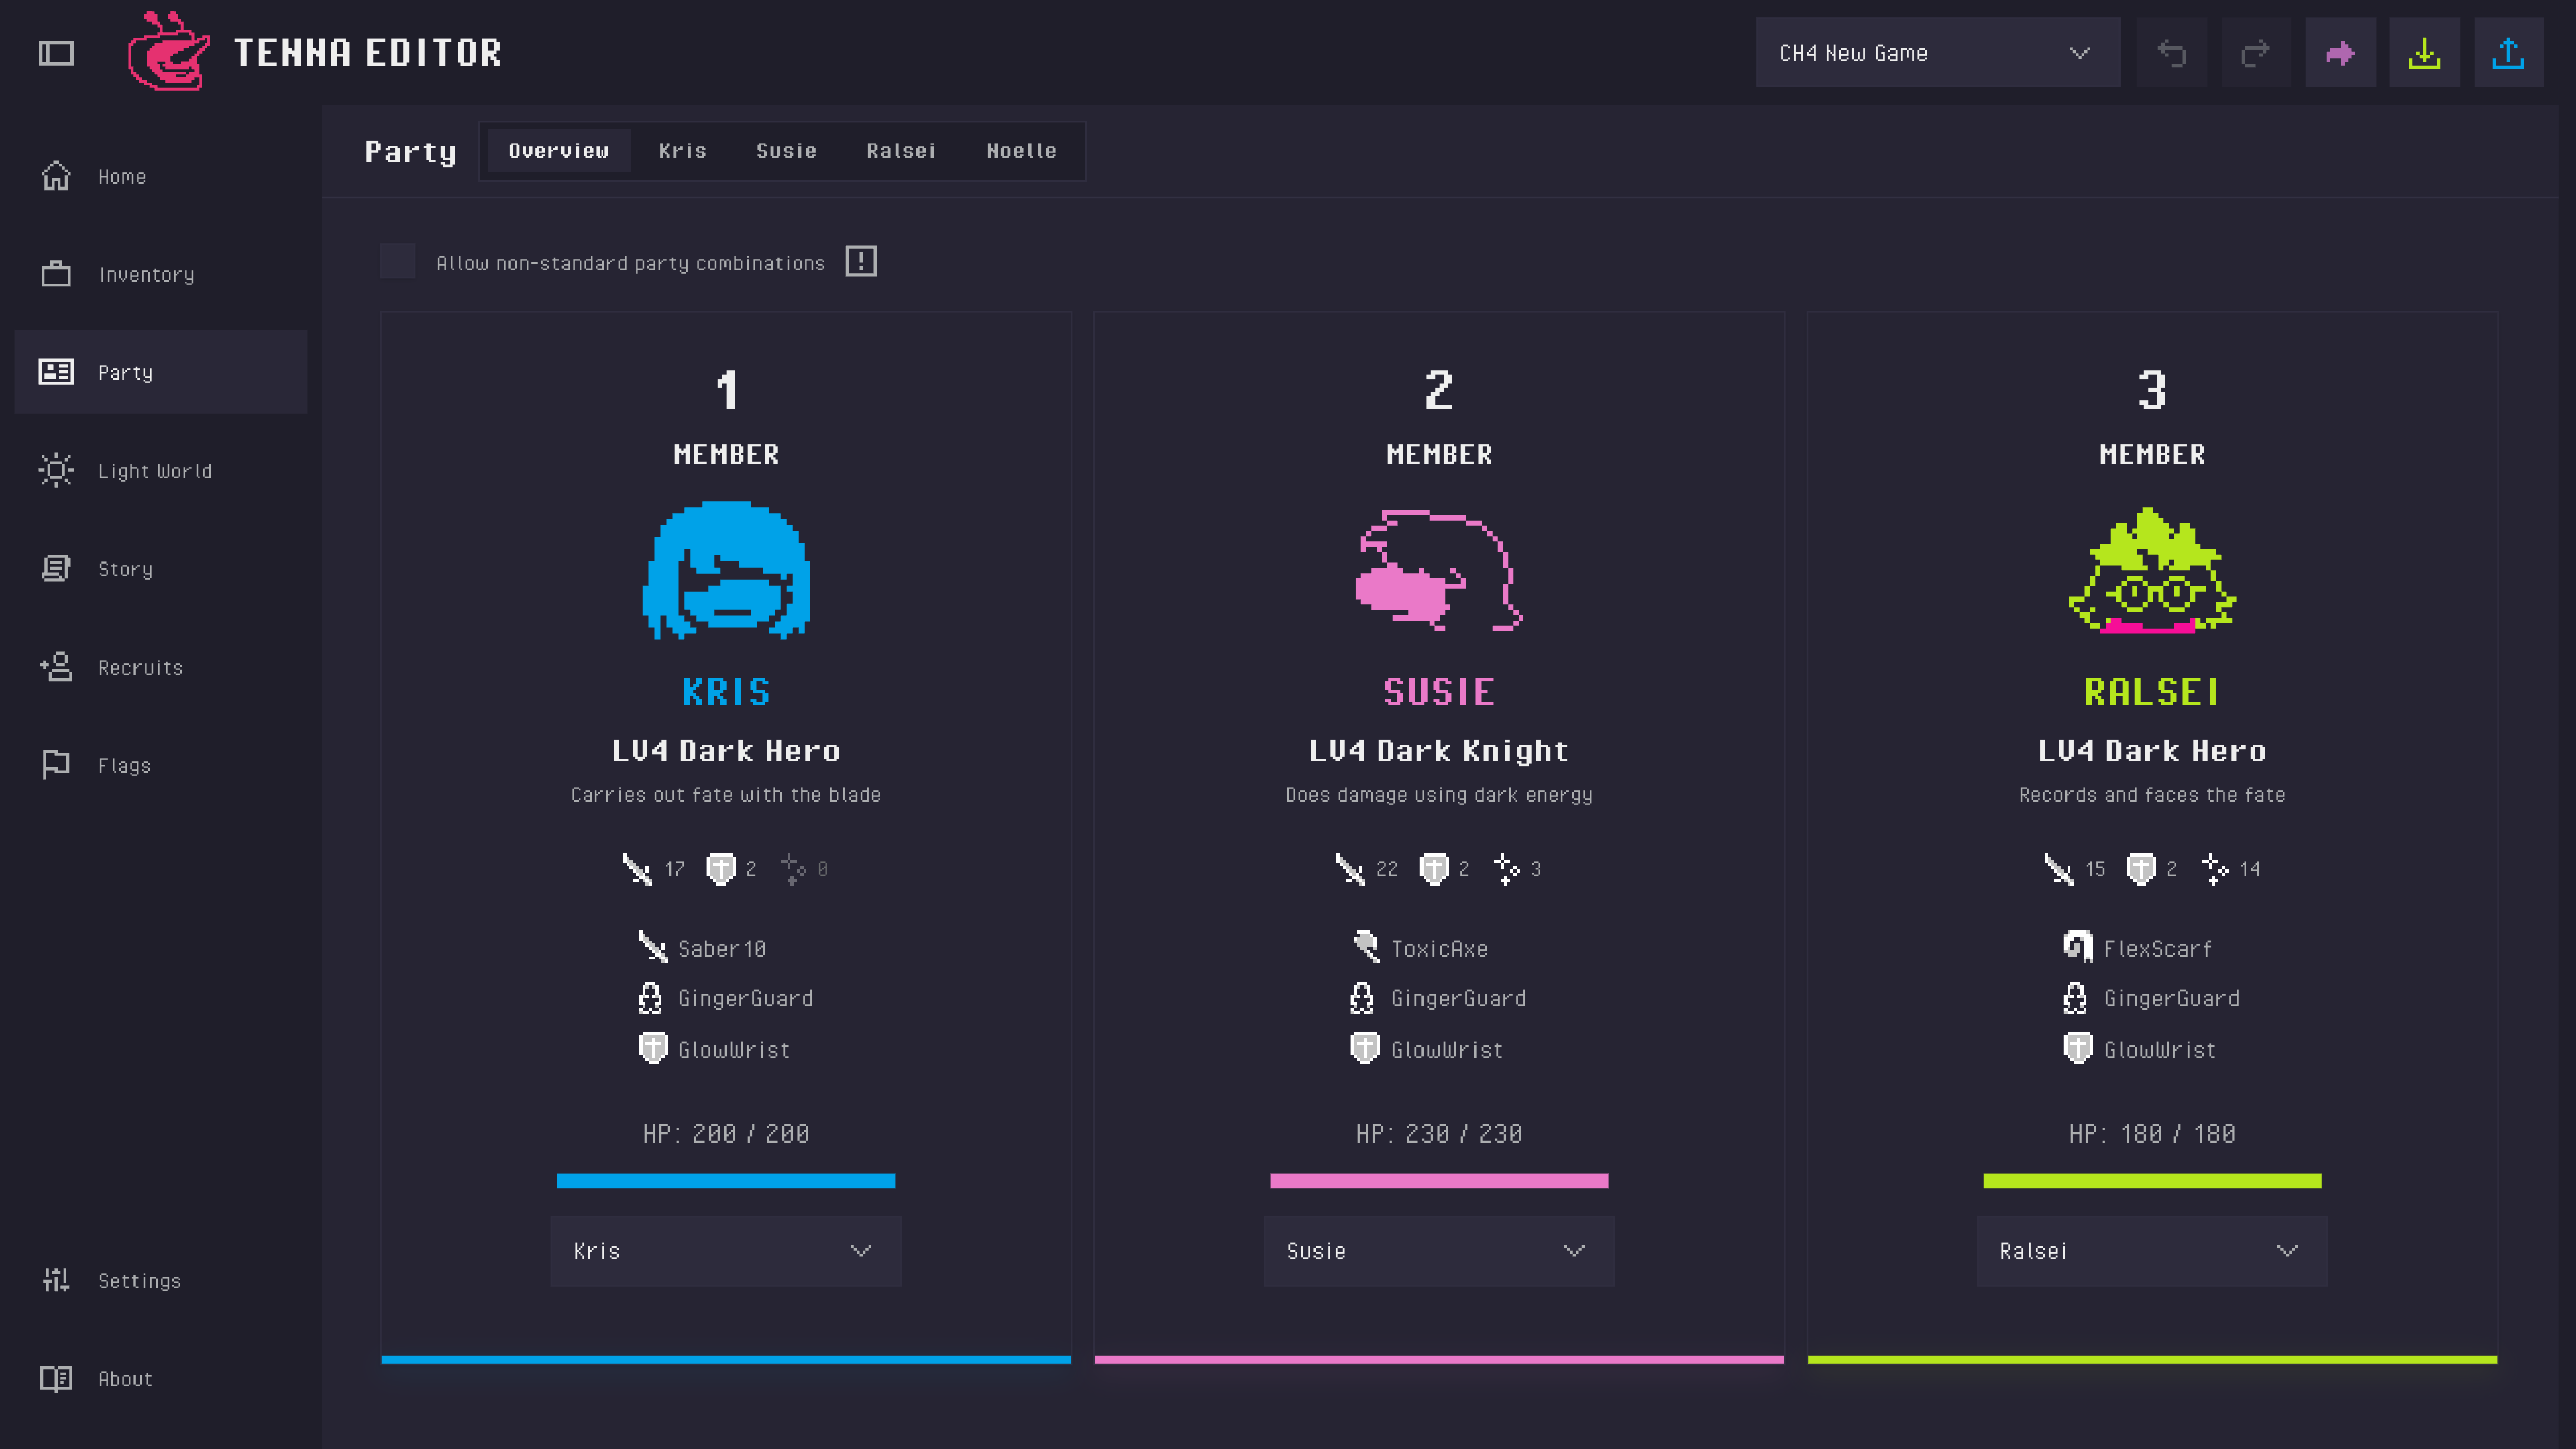 TENNA EDITOR
CH4 New Game
Home
Inventory
Party
Light World
Story
Recruits
Flags
Settings
About
Party
Overview
Kris
Susie
Ralsei
Noelle
Allow non-standard party combinations
1
MEMBER
KRIS
LV4 Dark Hero
Carries out fate with the blade
17 2 0
Saber10
GingerGuard
GlowWrist
HP: 200 / 200
Kris
2
MEMBER
SUSIE
LV4 Dark Knight
Does damage using dark energy
22 2 3
ToxicAxe
GingerGuard
GlowWrist
HP: 230 / 230
Susie
3
MEMBER
RALSEI
LV4 Dark Hero
Records and faces the fate
15 2 14
FlexScarf
GingerGuard
GlowWrist
HP: 180 / 180
Ralsei